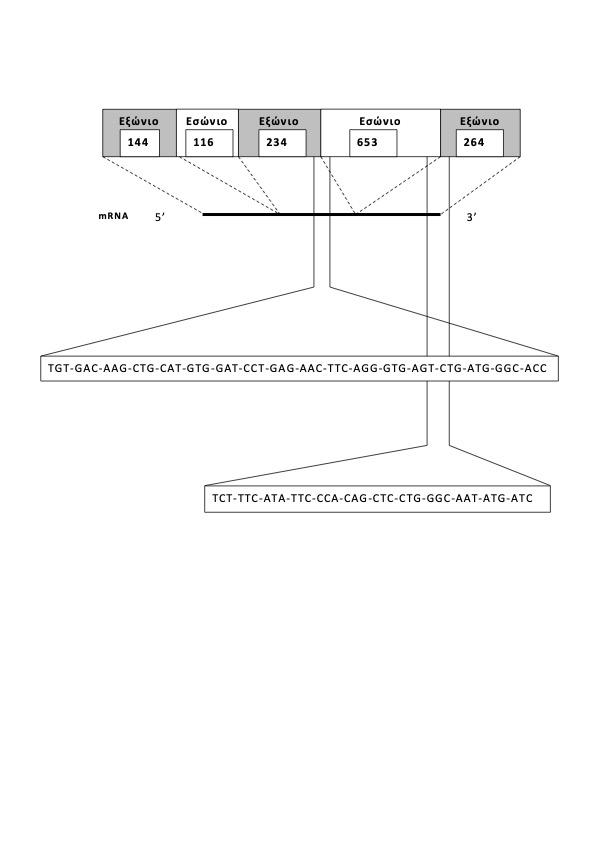 Εξώνιο Εσώνιο Εξώνιο Εσώνιο Εξώνιο
144 116 234 653 264
mRNA 5’ 3’
TGT-GAC-AAG-CTG-CAT-GTG-GAT-CCT-GAG-AAC-TTC-AGG-GTG-AGT-CTG-ATG-GGC-ACC
TCT-TTC-ATA-TTC-CCA-CAG-CTC-CTG-GGC-AAT-ATG-ATC